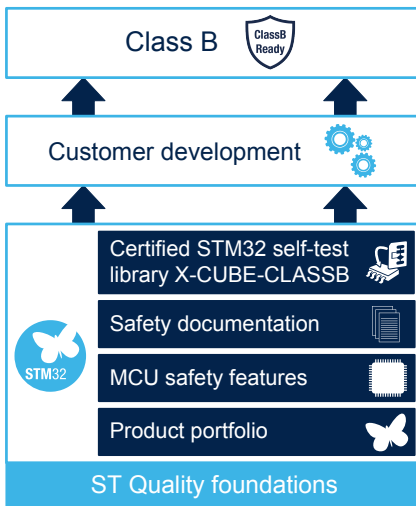 Class B
ClassB
Ready
Customer development
Certified STM32 self-test
library X-CUBE-CLASSB
Safety documentation
STM32
MCU safety features
Product portfolio
ST Quality foundations